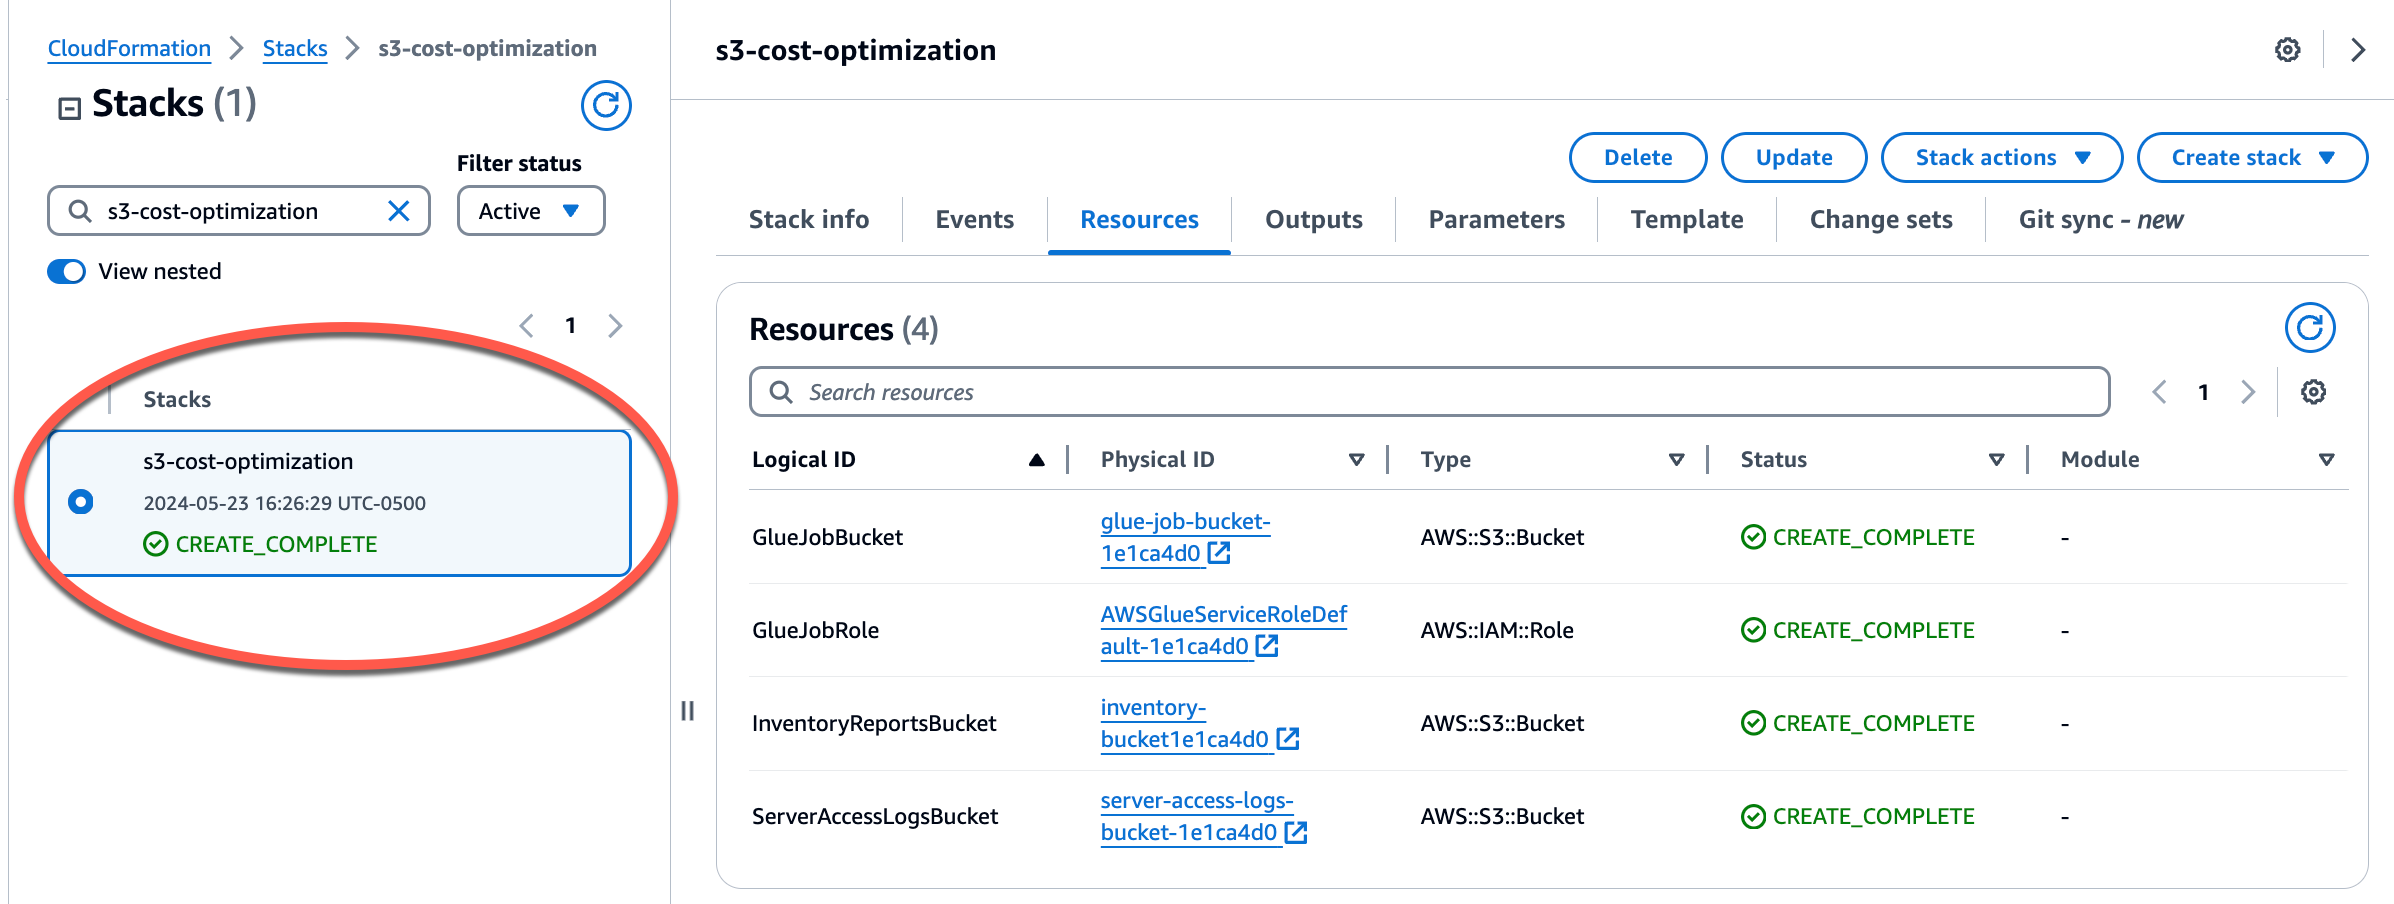 CloudFormation > Stacks > s3-cost-optimization
Stacks (1)
Filter status
s3-cost-optimization
Active
View nested
1
Stacks
s3-cost-optimization
2024-05-23 16:26:29 UTC-0500
CREATE_COMPLETE
s3-cost-optimization
Delete Update Stack actions Create stack
Stack info Events Resources Outputs Parameters Template Change sets Git sync - new
Resources (4)
Search resources
1
Logical ID Physical ID Type Status Module
GlueJobBucket glue-job-bucket-
1e1ca4d0 AWS::S3::Bucket CREATE_COMPLETE -
GlueJobRole AWSGlueServiceRoleDef
ault-1e1ca4d0 AWS::IAM::Role CREATE_COMPLETE -
InventoryReportsBucket inventory-
bucket1e1ca4d0 AWS::S3::Bucket CREATE_COMPLETE -
ServerAccessLogsBucket server-access-logs-
bucket-1e1ca4d0 AWS::S3::Bucket CREATE_COMPLETE -